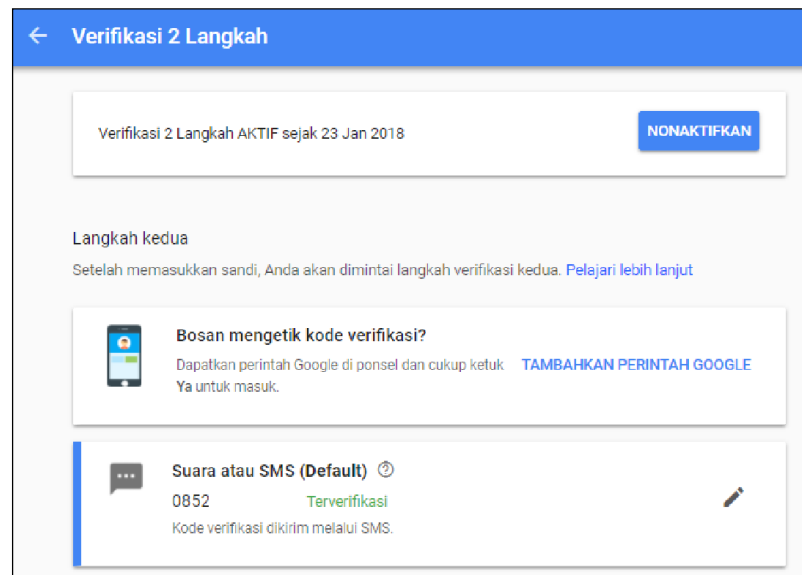 Verifikasi 2 Langkah
Verifikasi 2 Langkah AKTIF sejak 23 Jan 2018
NONAKTIFKAN
Langkah kedua
Setelah memasukkan sandi, Anda akan dimintai langkah verifikasi kedua. Pelajari lebih lanjut
Bosan mengetik kode verifikasi?
Dapatkan perintah Google di ponsel dan cukup ketuk
Ya untuk masuk.
TAMBAHKAN PERINTAH GOOGLE
Suara atau SMS (Default)
0852 Terverifikasi
Kode verifikasi dikirim melalui SMS.